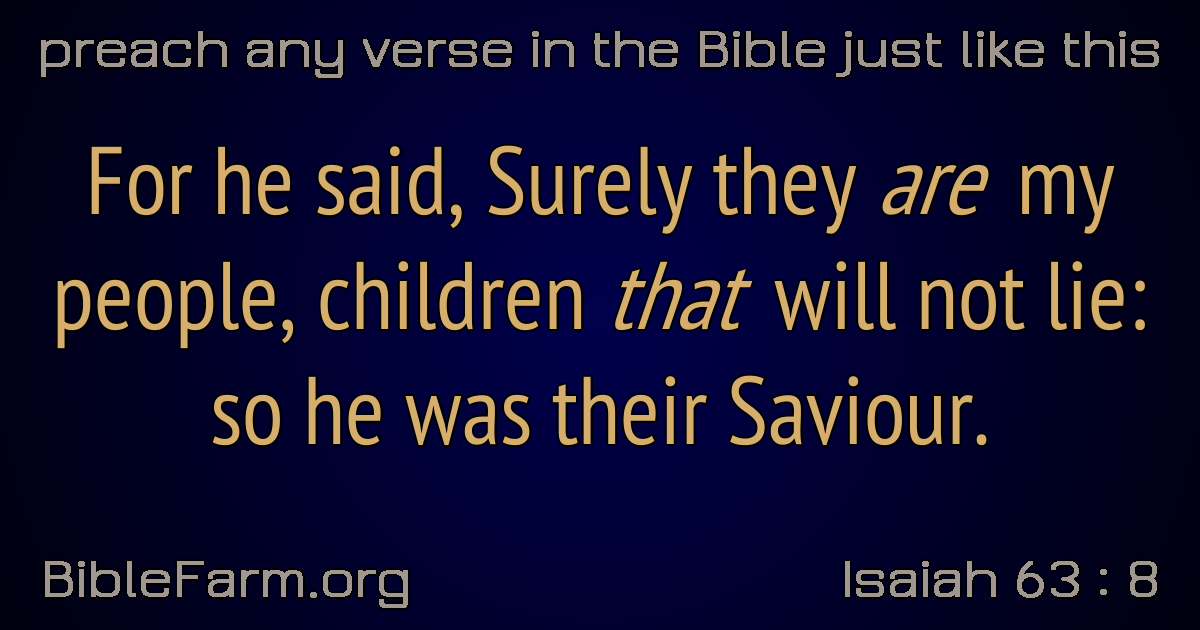 preach any verse in the Bible just like this
For he said, Surely they are my
people, children that will not lie:
so he was their Saviour.
BibleFarm.org
Isaiah 63 : 8